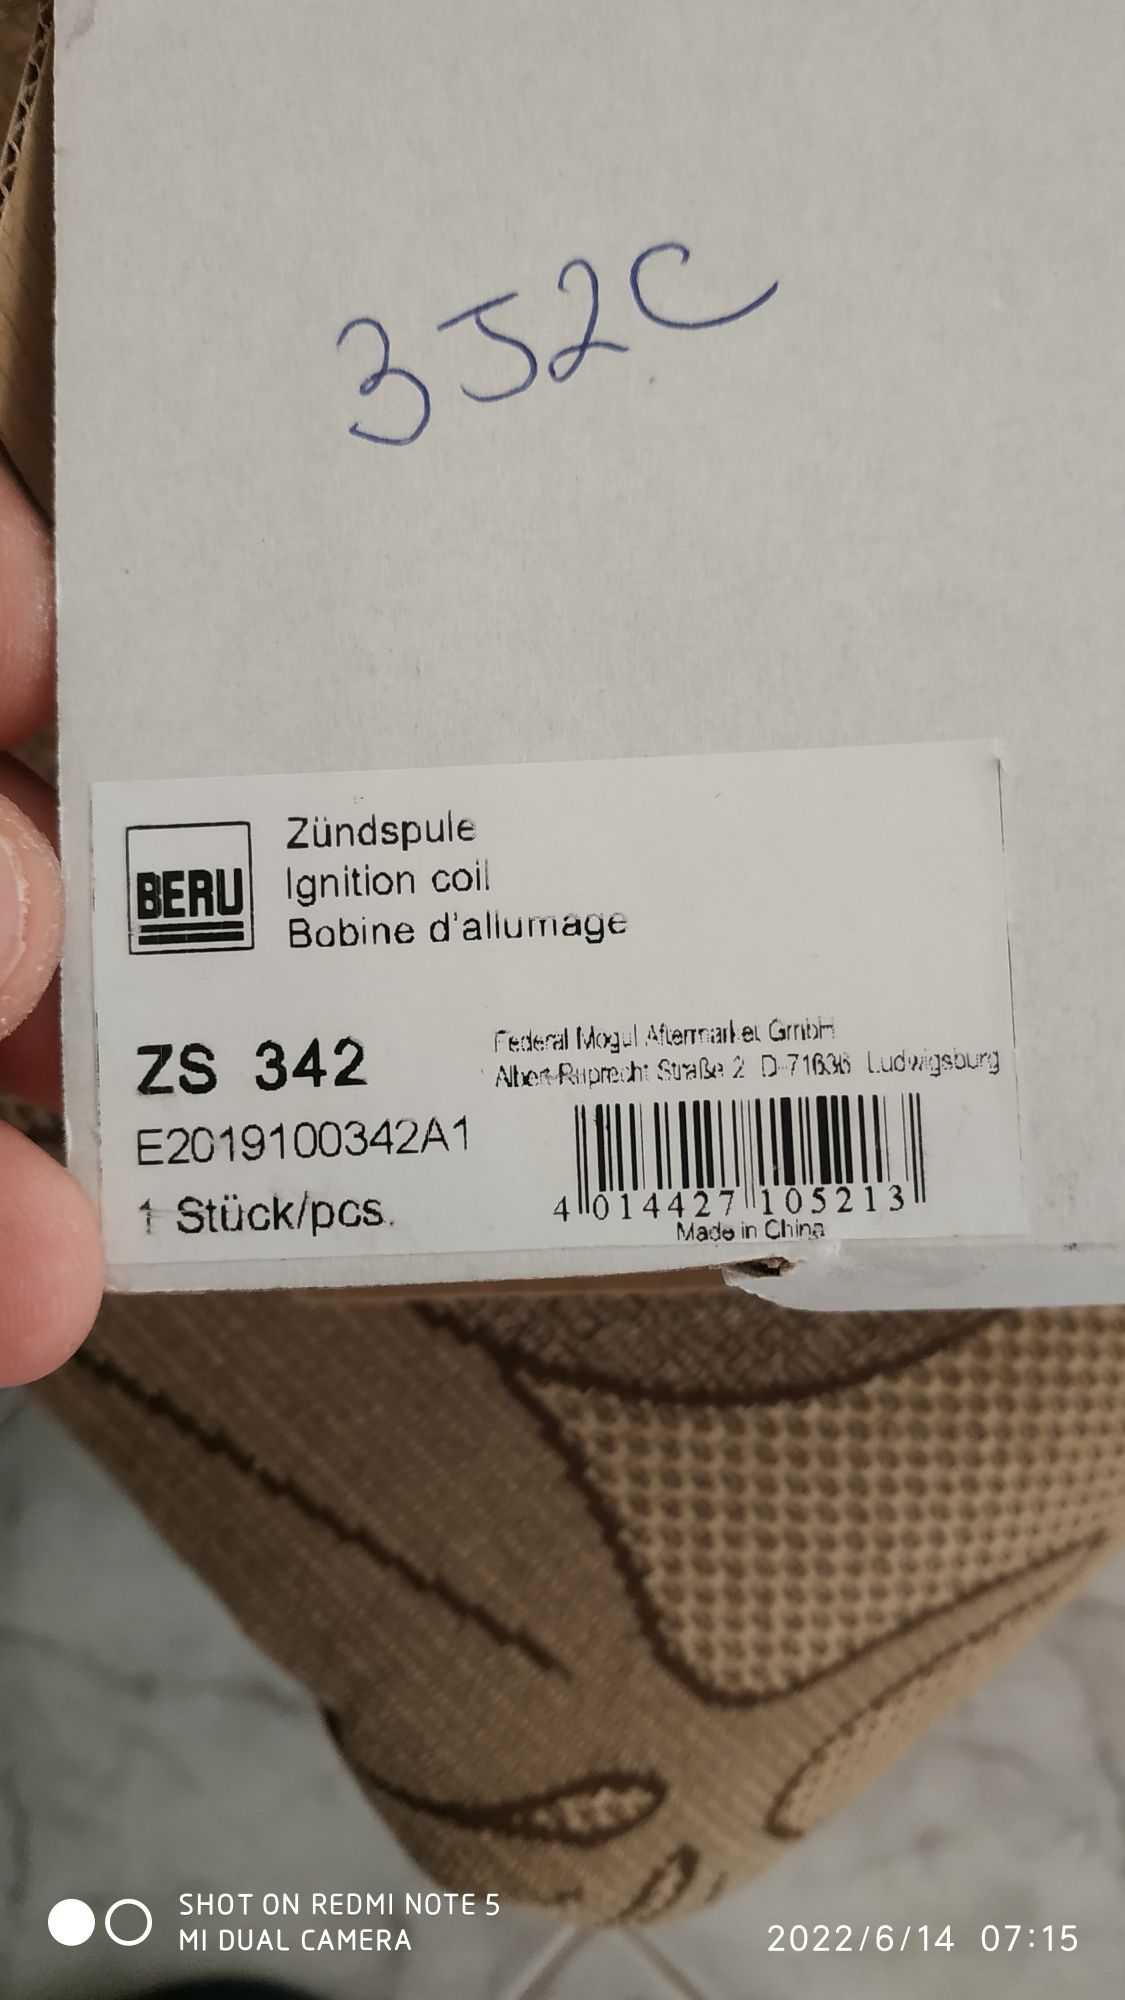 3J2C
Zündspule
Ignition coil
Bobine d'allumage
BERU
ZS 342
E2019100342A1
1 Stück/pcs.
Federal Mogul Aftermarket GmbH
Albert-Ruprecht Straße 2 D-71636 Ludwigsburg
4 014427 105213
Made in China
SHOT ON REDMI NOTE 5
MI DUAL CAMERA
2022/6/14 07:15